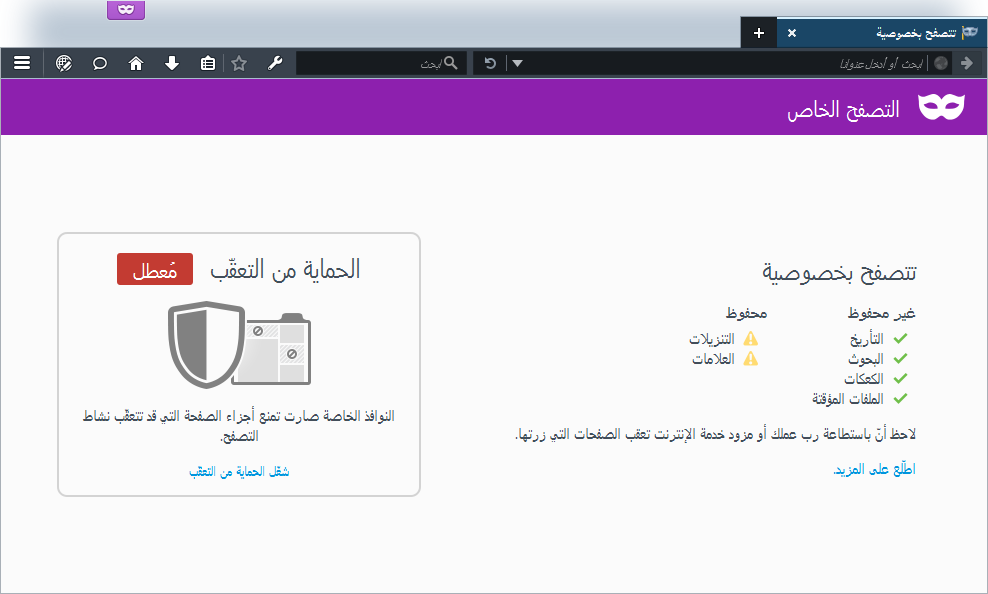 تتصفح بخصوصية
ابحث أو أدخل عنوانا
ابحث
التصفح الخاص
تتصفح بخصوصية
غير محفوظ
محفوظ
التأريخ
التنزيلات
البحوث
العلامات
الكعكات
الملفات المؤقتة
لاحظ أنّ باستطاعة رب عملك أو مزود خدمة الإنترنت تعقب الصفحات التي زرتها.
اطّلع على المزيد.
الحماية من التعقّب
مُعطل
النوافذ الخاصة صارت تمنع أجزاء الصفحة التي قد تتعقّب نشاط
التصفح.
شغّل الحماية من التعقب